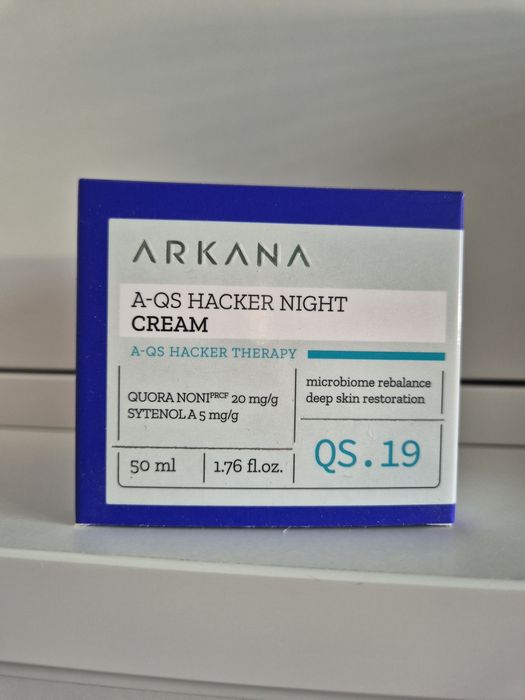 ARKANA
A-QS HACKER NIGHT
CREAM
A-QS HACKER THERAPY
QUORA NONIᴾᴿᶜᶠ 20 mg/g
SYTENOL A 5 mg/g
microbiome rebalance
deep skin restoration
50 ml
1.76 fl.oz.
QS.19